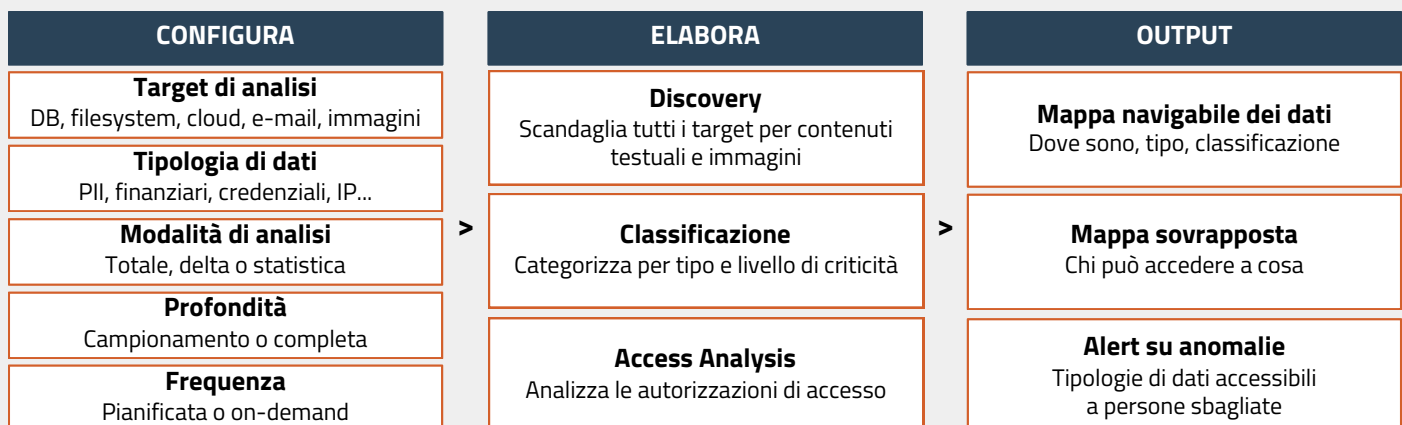 CONFIGURA
Target di analisi
DB, filesystem, cloud, e-mail, immagini
Tipologia di dati
PII, finanziari, credenziali, IP...
Modalità di analisi
Totale, delta o statistica
Profondità
Campionamento o completa
Frequenza
Pianificata o on-demand
>
ELABORA
Discovery
Scandaglia tutti i target per contenuti
testuali e immagini
Classificazione
Categorizza per tipo e livello di criticità
Access Analysis
Analizza le autorizzazioni di accesso
>
OUTPUT
Mappa navigabile dei dati
Dove sono, tipo, classificazione
Mappa sovrapposta
Chi può accedere a cosa
Alert su anomalie
Tipologie di dati accessibili
a persone sbagliate